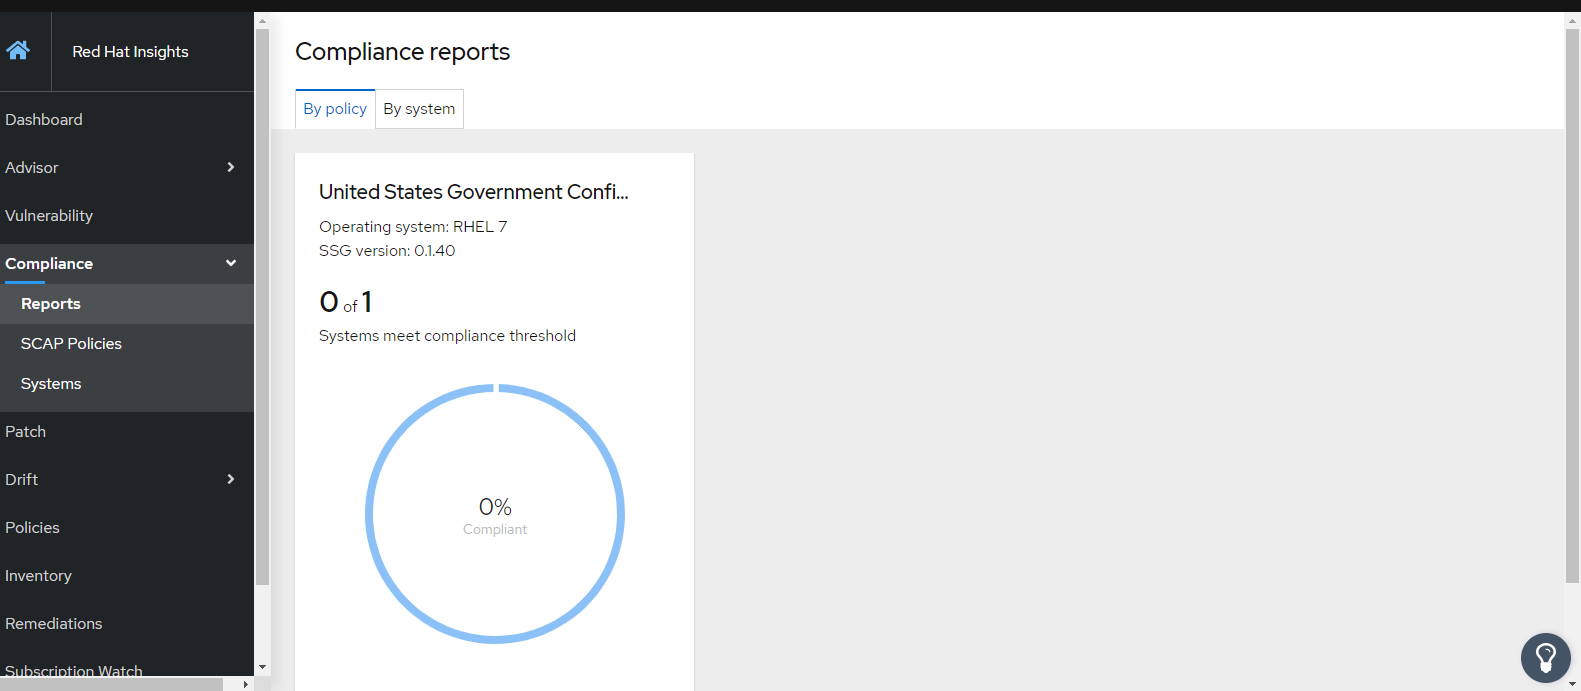 Red Hat Insights
Dashboard
Advisor
Vulnerability
Compliance
Reports
SCAP Policies
Systems
Patch
Drift
Policies
Inventory
Remediations
Subscription Watch
Compliance reports
By policy
By system
United States Government Confi...
Operating system: RHEL 7
SSG version: 0.1.40
0 of 1
Systems meet compliance threshold
0%
Compliant